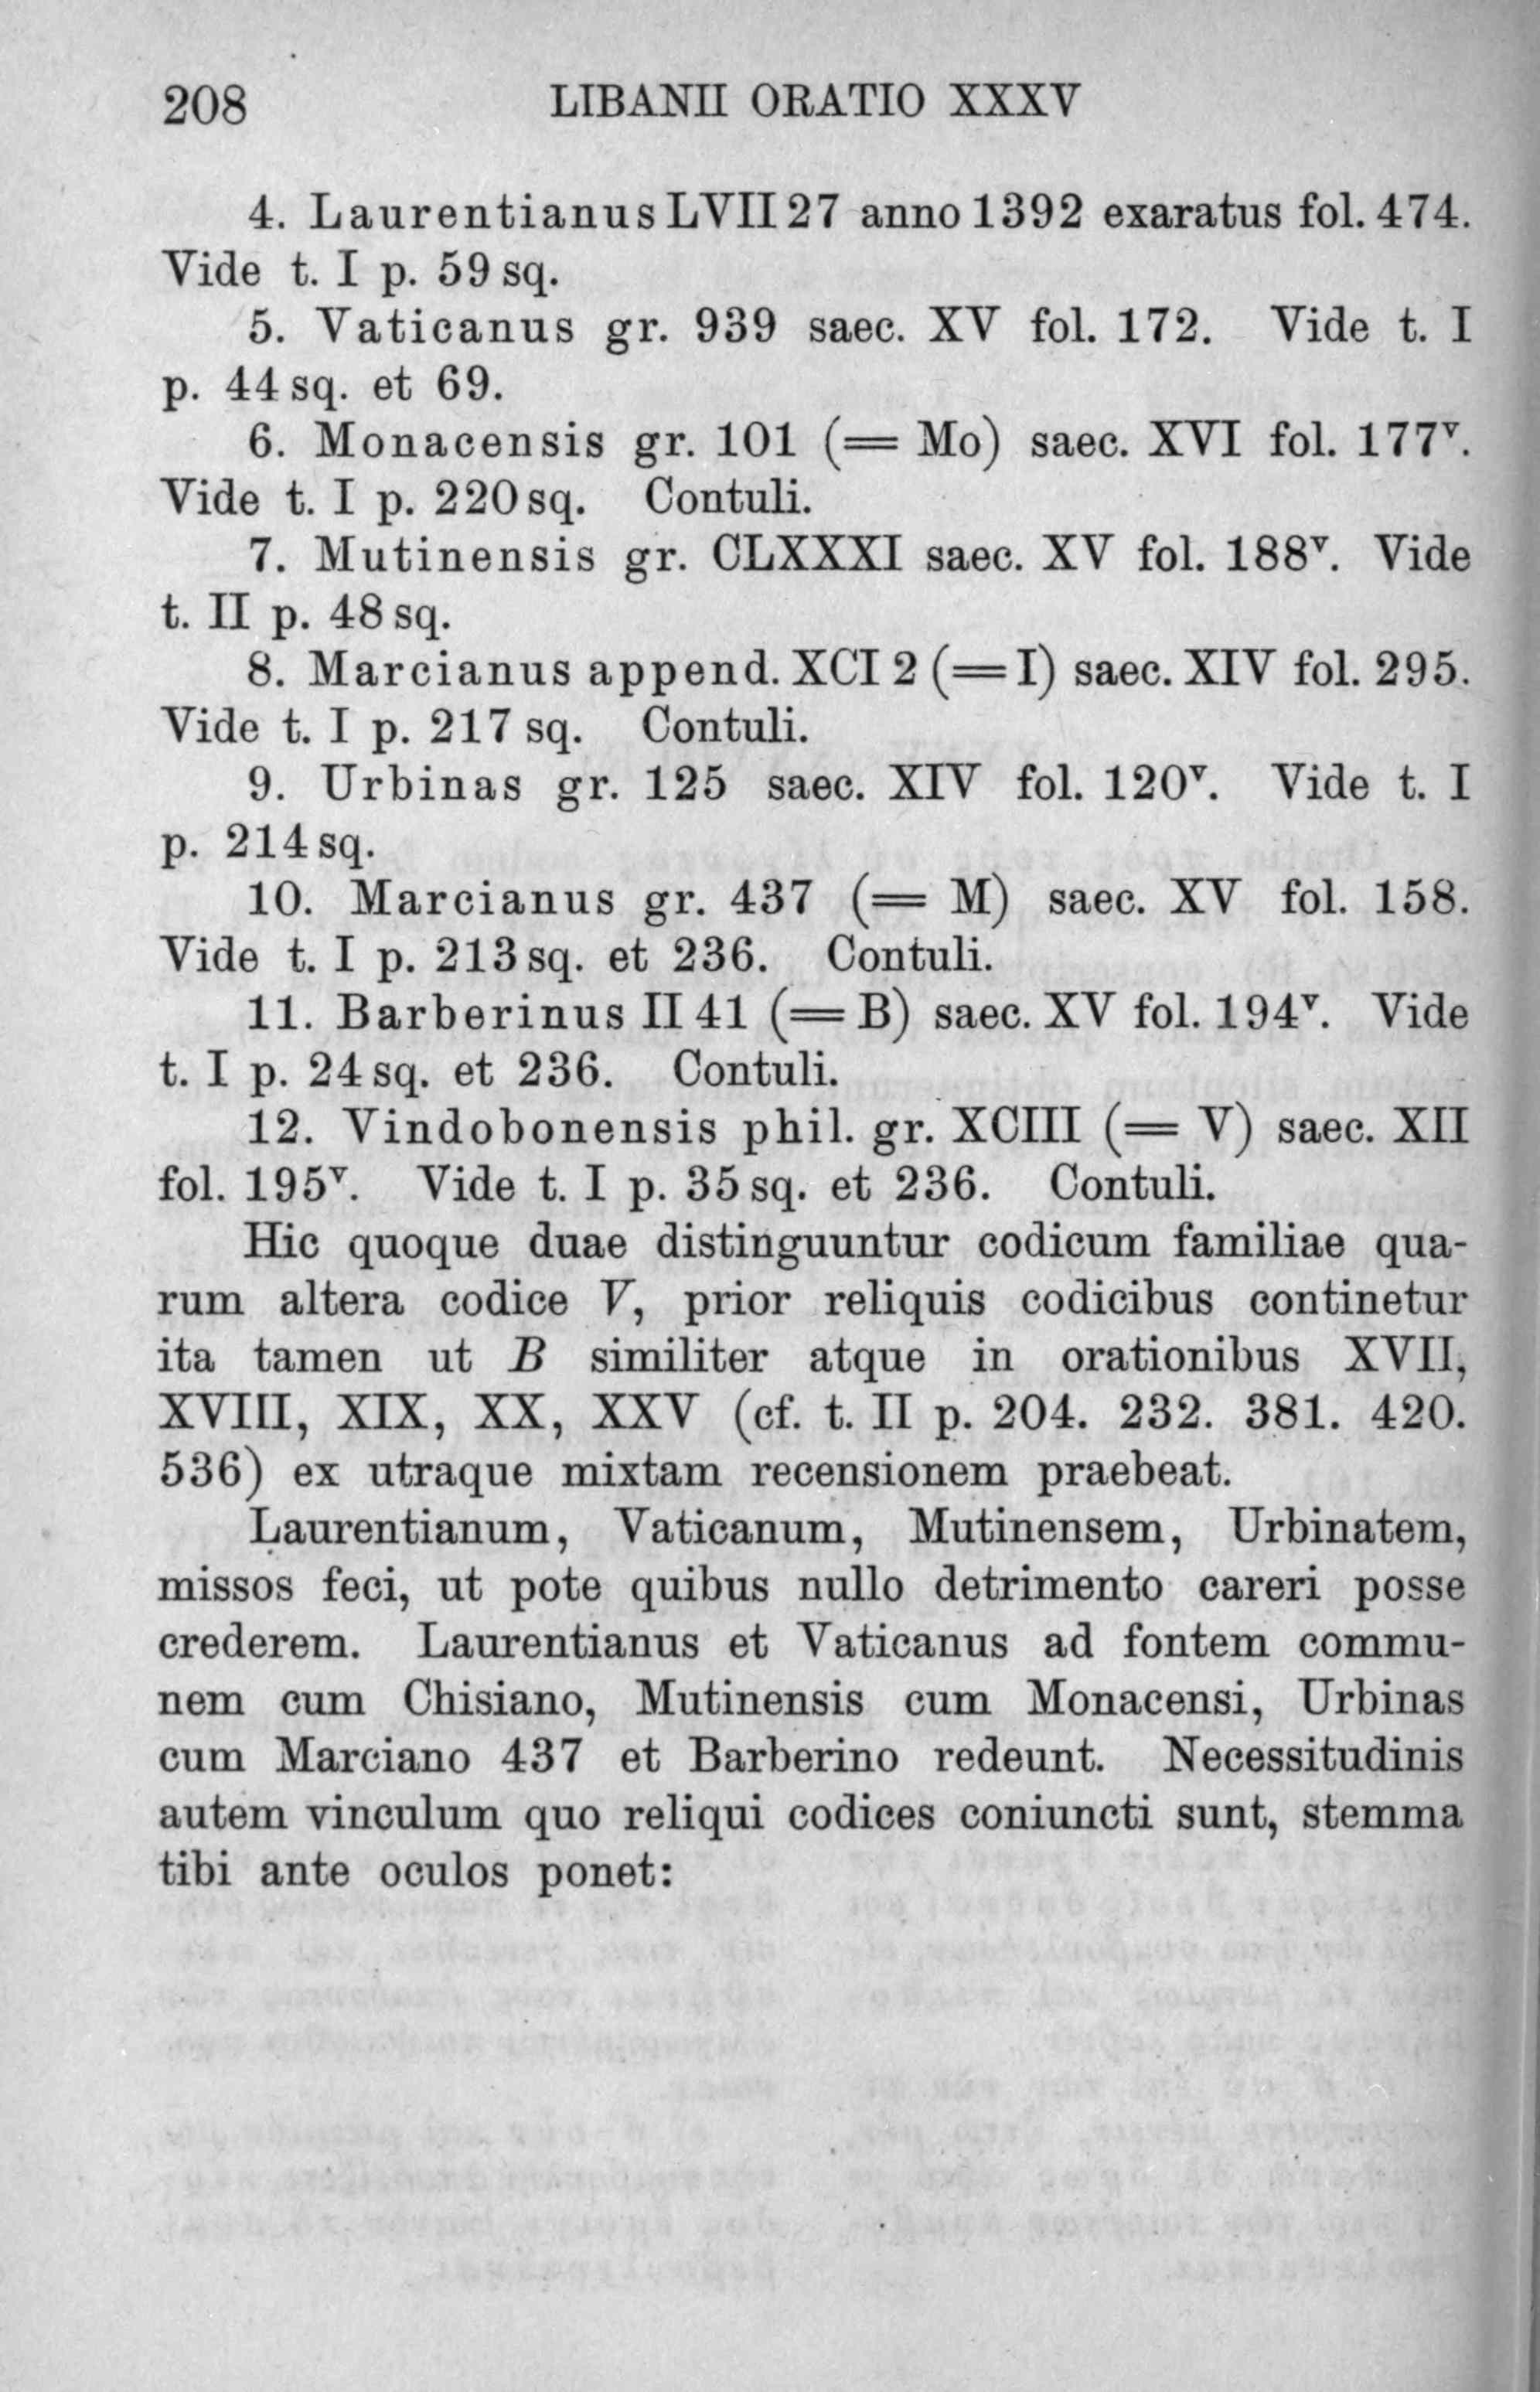 208 LIBANII ORATIO XXXV
4. Laurentianus LVII 27 anno 1392 exaratus fol. 474.
Vide t. I p. 59 sq.
5. Vaticanus gr. 939 saec. XV fol. 172. Vide t. I
p. 44 sq. et 69.
6. Monacensis gr. 101 (= Mo) saec. XVI fol. 177ᵛ.
Vide t. I p. 220 sq. Contuli.
7. Mutinensis gr. CLXXXI saec. XV fol. 188ᵛ. Vide
t. II p. 48 sq.
8. Marcianus append. XCI 2 (= I) saec. XIV fol. 295.
Vide t. I p. 217 sq. Contuli.
9. Urbinas gr. 125 saec. XIV fol. 120ᵛ. Vide t. I
p. 214 sq.
10. Marcianus gr. 437 (= M) saec. XV fol. 158.
Vide t. I p. 213 sq. et 236. Contuli.
11. Barberinus II 41 (= B) saec. XV fol. 194ᵛ. Vide
t. I p. 24 sq. et 236. Contuli.
12. Vindobonensis phil. gr. XCIII (= V) saec. XII
fol. 195ᵛ. Vide t. I p. 35 sq. et 236. Contuli.
Hic quoque duae distinguuntur codicum familiae qua-
rum altera codice V, prior reliquis codicibus continetur
ita tamen ut B similiter atque in orationibus XVII,
XVIII, XIX, XX, XXV (cf. t. II p. 204. 232. 381. 420.
536) ex utraque mixtam recensionem praebeat.
Laurentianum, Vaticanum, Mutinensem, Urbinatem,
missos feci, ut pote quibus nullo detrimento careri posse
crederem. Laurentianus et Vaticanus ad fontem commu-
nem cum Chisiano, Mutinensis cum Monacensi, Urbinas
cum Marciano 437 et Barberino redeunt. Necessitudinis
autem vinculum quo reliqui codices coniuncti sunt, stemma
tibi ante oculos ponet: